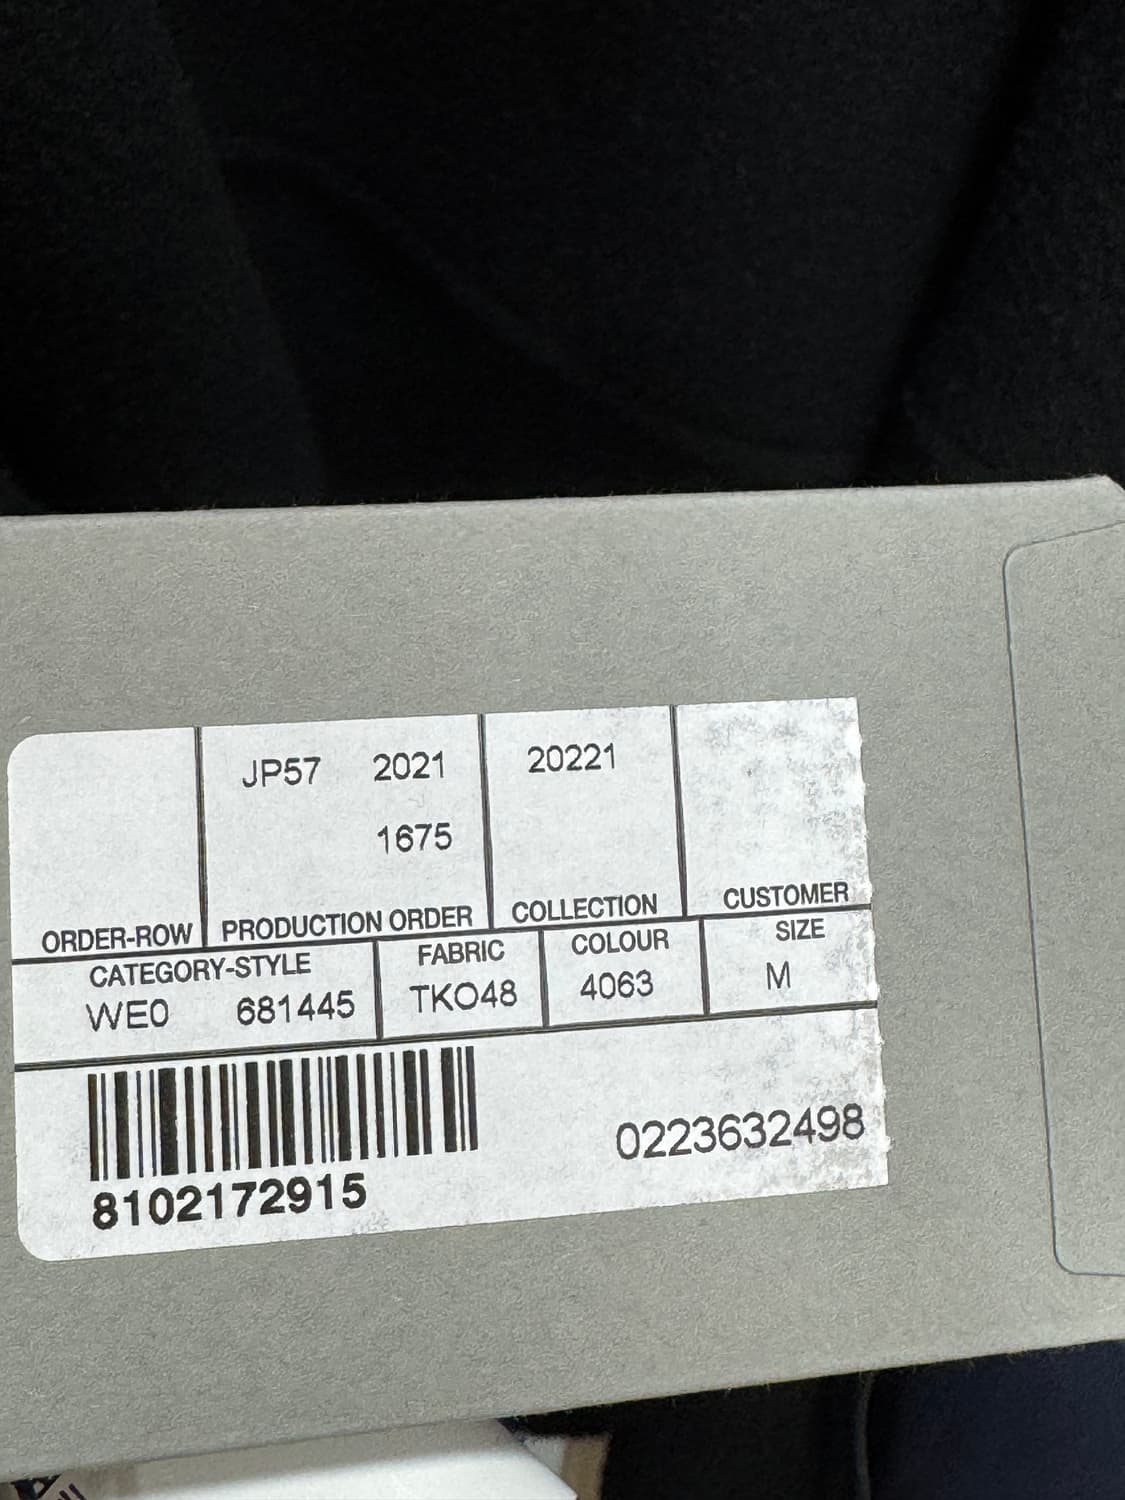 JP57 2021 20221
1675
ORDER-ROW PRODUCTION ORDER COLLECTION CUSTOMER
CATEGORY-STYLE FABRIC COLOUR SIZE
WE0 681445 TKO48 4063 M
8102172915
0223632498